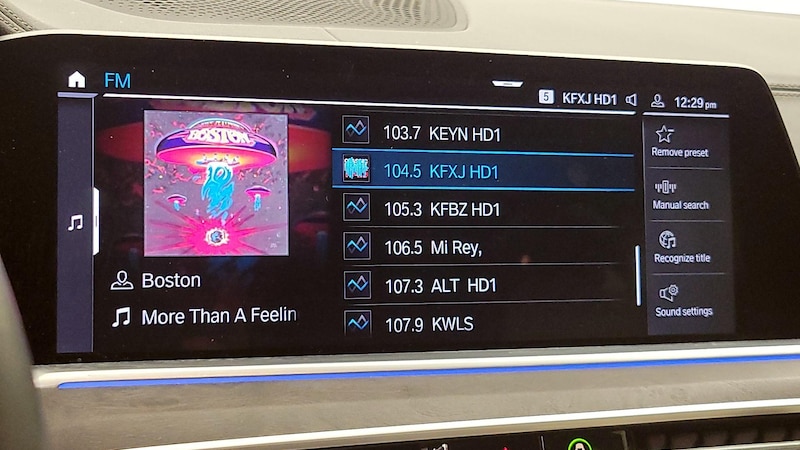 FM
5 KFXJ HD1 12:29 pm
BOSTON
Boston
More Than A Feelin
103.7 KEYN HD1
104.5 KFXJ HD1
105.3 KFBZ HD1
106.5 Mi Rey,
107.3 ALT HD1
107.9 KWLS
Remove preset
Manual search
Recognize title
Sound settings